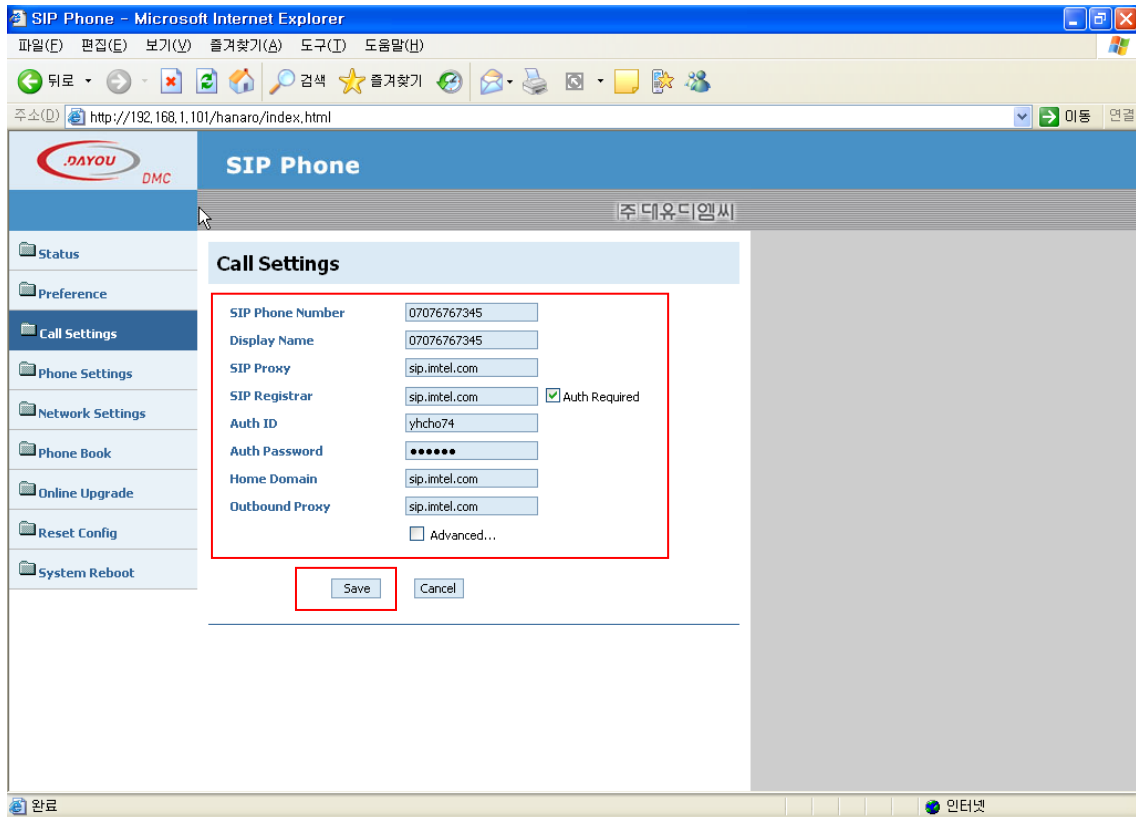 SIP Phone - Microsoft Internet Explorer
파일(F) 편집(E) 보기(V) 즐겨찾기(A) 도구(T) 도움말(H)
뒤로 검색 즐겨찾기
주소(D) http://192.168.1.101/hanaro/index.html 이동 연결
DAYOU DMC
SIP Phone
|주 대유디엠씨|
Status
Preference
Call Settings
Phone Settings
Network Settings
Phone Book
Online Upgrade
Reset Config
System Reboot
Call Settings
SIP Phone Number 07076767345
Display Name 07076767345
SIP Proxy sip.imtel.com
SIP Registrar sip.imtel.com Auth Required
Auth ID yhcho74
Auth Password ●●●●●●
Home Domain sip.imtel.com
Outbound Proxy sip.imtel.com
Advanced...
Save Cancel
완료 인터넷